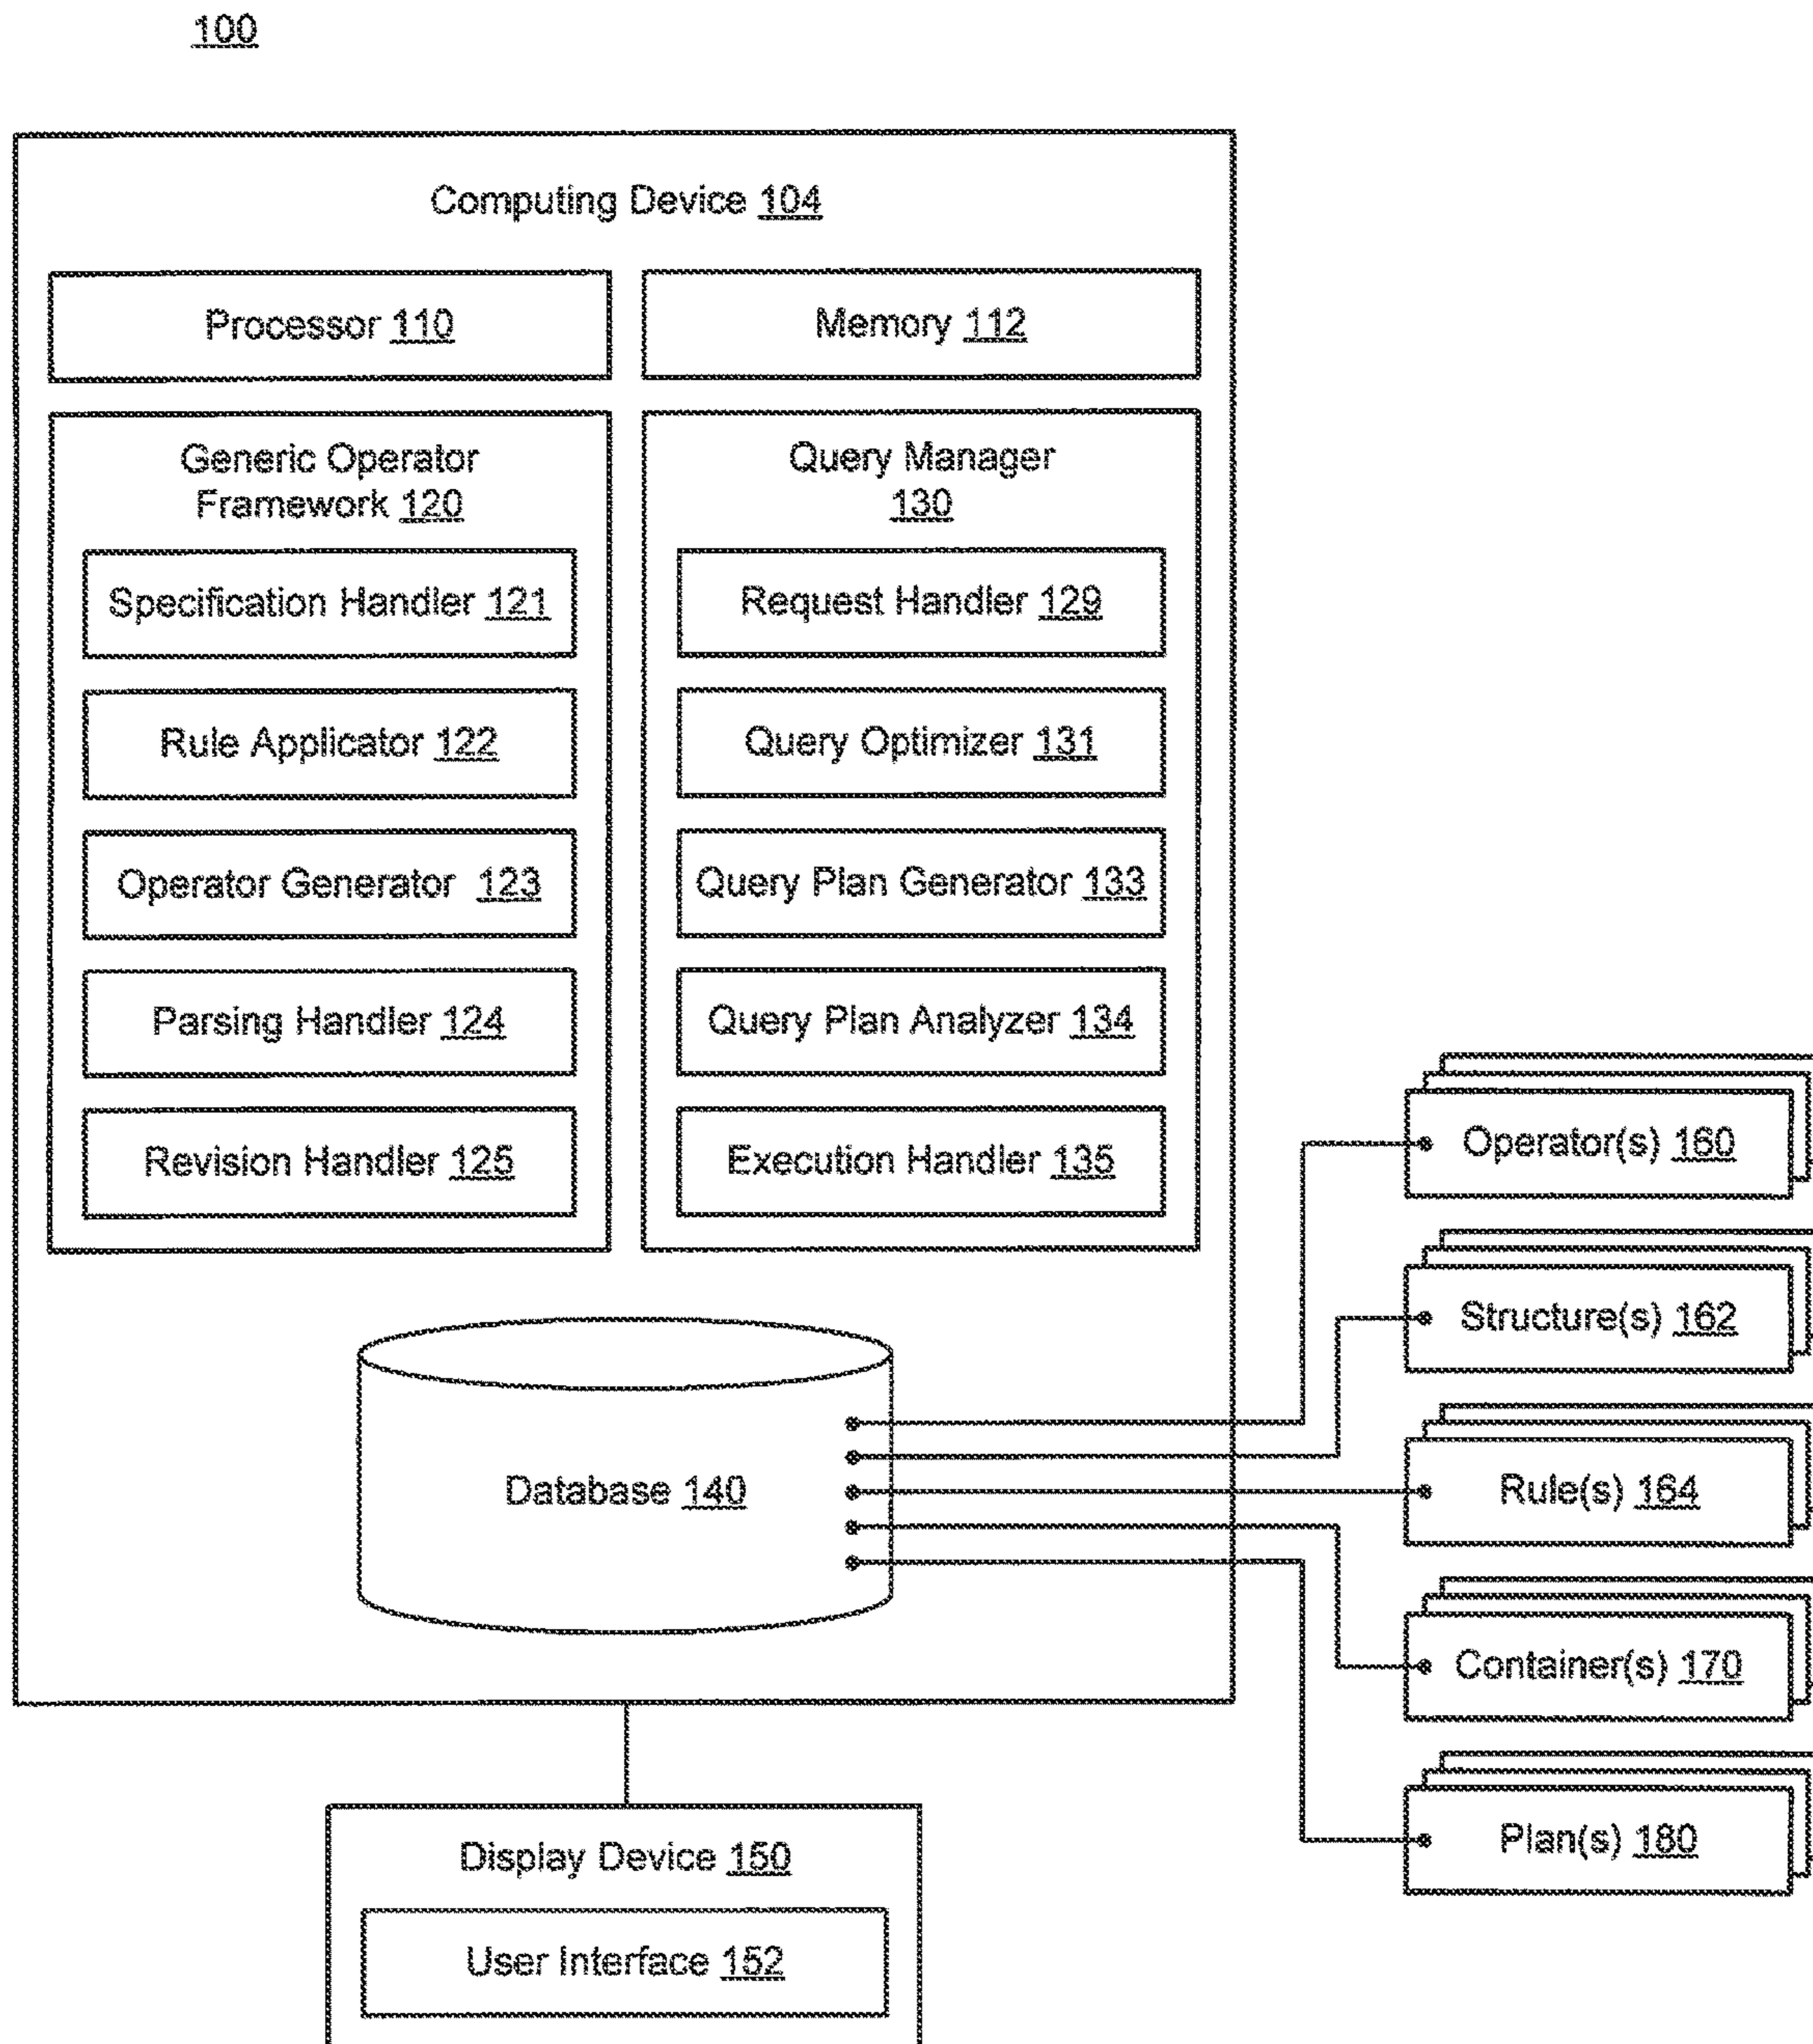 100
Computing Device 104
Processor 110
Memory 112
Generic Operator
Framework 120
Specification Handler 121
Rule Applicator 122
Operator Generator 123
Parsing Handler 124
Revision Handler 125
Query Manager
130
Request Handler 129
Query Optimizer 131
Query Plan Generator 133
Query Plan Analyzer 134
Execution Handler 135
Database 140
Operator(s) 160
Structure(s) 162
Rule(s) 164
Container(s) 170
Plan(s) 180
Display Device 150
User Interface 152